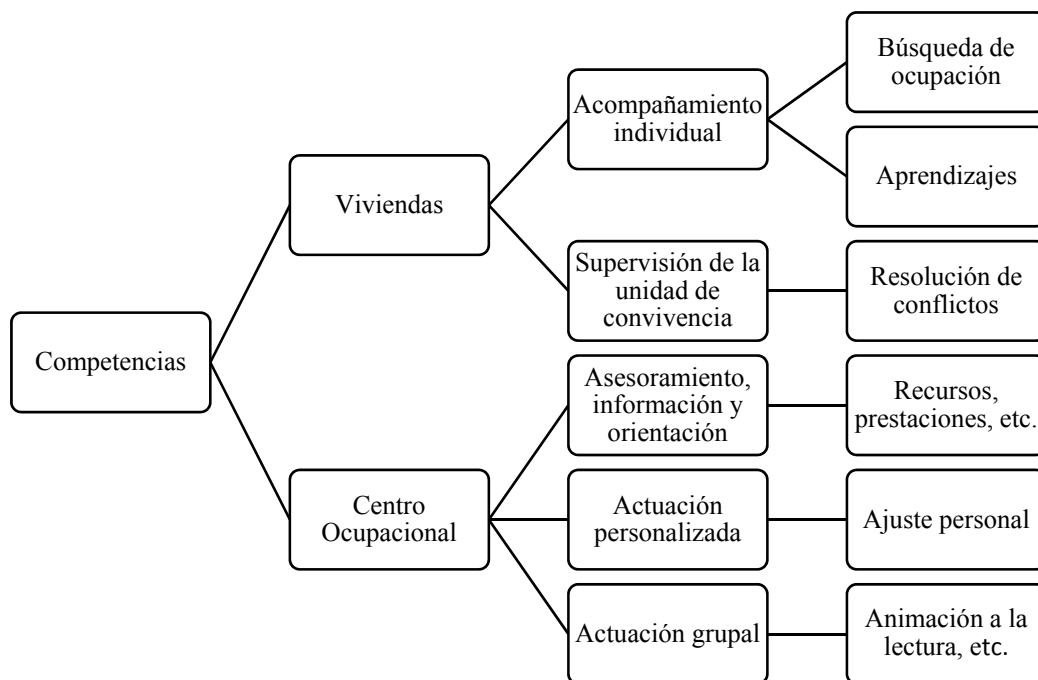 Competencias
Viviendas
Acompañamiento
individual
Búsqueda de
ocupación
Aprendizajes
Supervisión de la
unidad de
convivencia
Resolución de
conflictos
Centro
Ocupacional
Asesoramiento,
información y
orientación
Recursos,
prestaciones, etc.
Actuación
personalizada
Ajuste personal
Actuación grupal
Animación a la
lectura, etc.